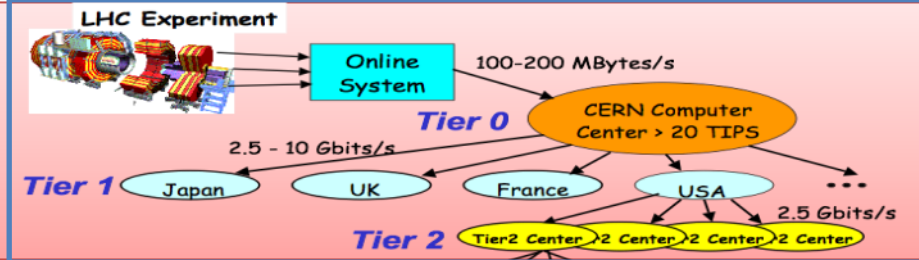 LHC Experiment
Online
System
100-200 MBytes/s
Tier 0
CERN Computer
Center > 20 TIPS
2.5 - 10 Gbits/s
Tier 1
Japan
UK
France
USA
...
2.5 Gbits/s
Tier 2
Tier2 Center
2 Center
2 Center
2 Center